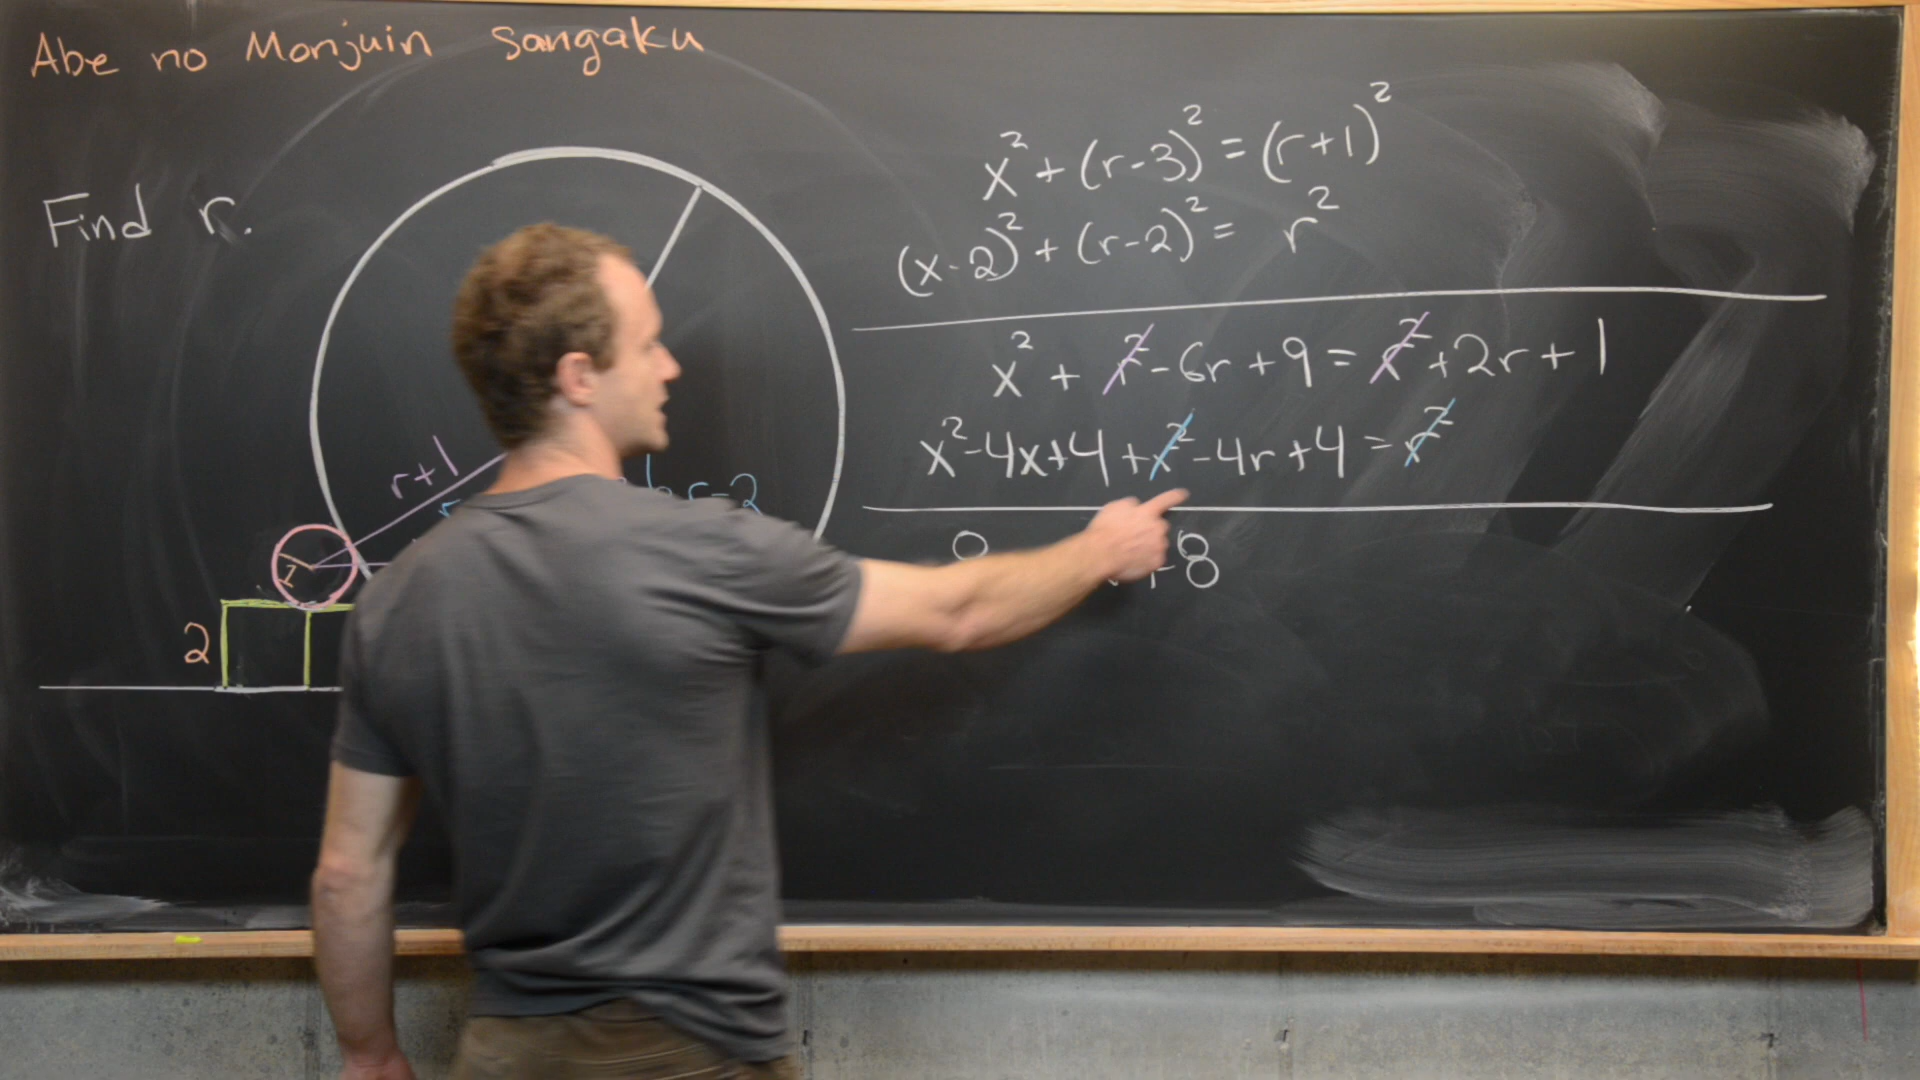 Abe no Monjuin Sangaku
Find r.
r+1
r
r-2
1
2
x² + (r-3)² = (r+1)²
(x-2)² + (r-2)² = r²
x² + r² - 6r + 9 = r² + 2r + 1
x² - 4x + 4 + r² - 4r + 4 = r²
+8